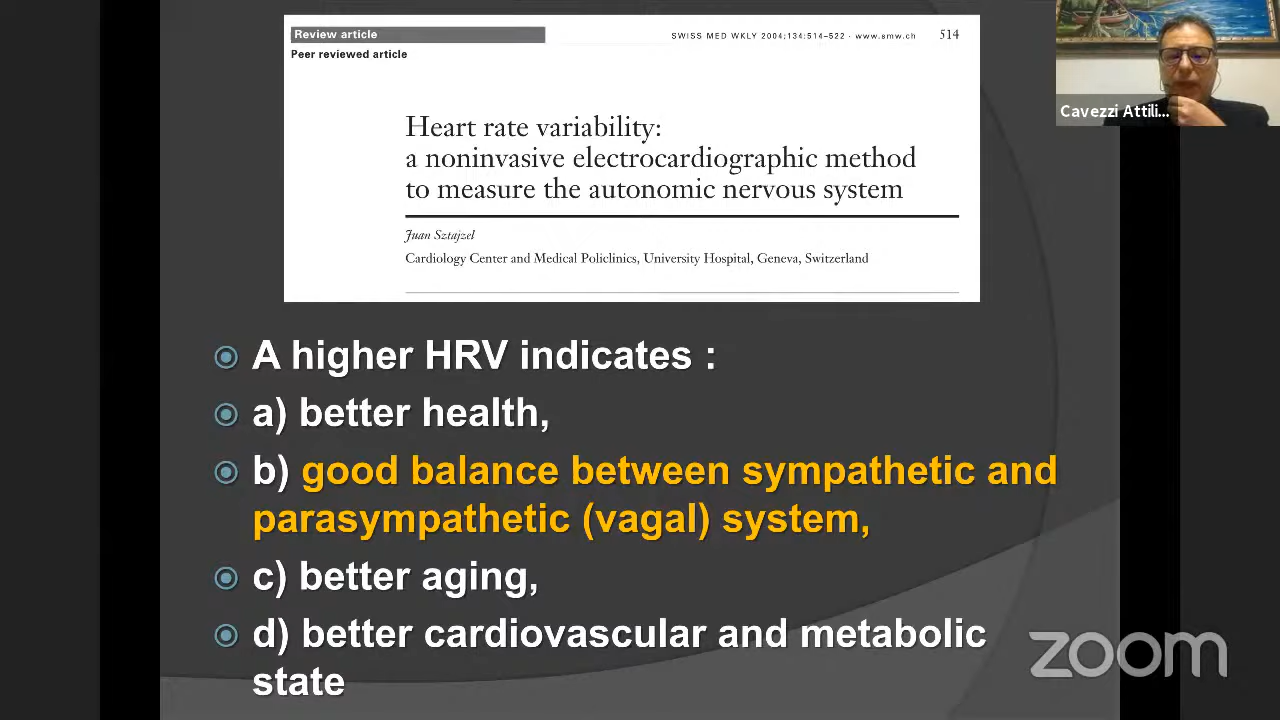 Review article
SWISS MED WKLY 2004;134:514–522 · www.smw.ch 514
Peer reviewed article
Heart rate variability:
a noninvasive electrocardiographic method
to measure the autonomic nervous system
Juan Sztajzel
Cardiology Center and Medical Policlinics, University Hospital, Geneva, Switzerland
Cavezzi Attili...
A higher HRV indicates :
a) better health,
b) good balance between sympathetic and
parasympathetic (vagal) system,
c) better aging,
d) better cardiovascular and metabolic
state
zoom